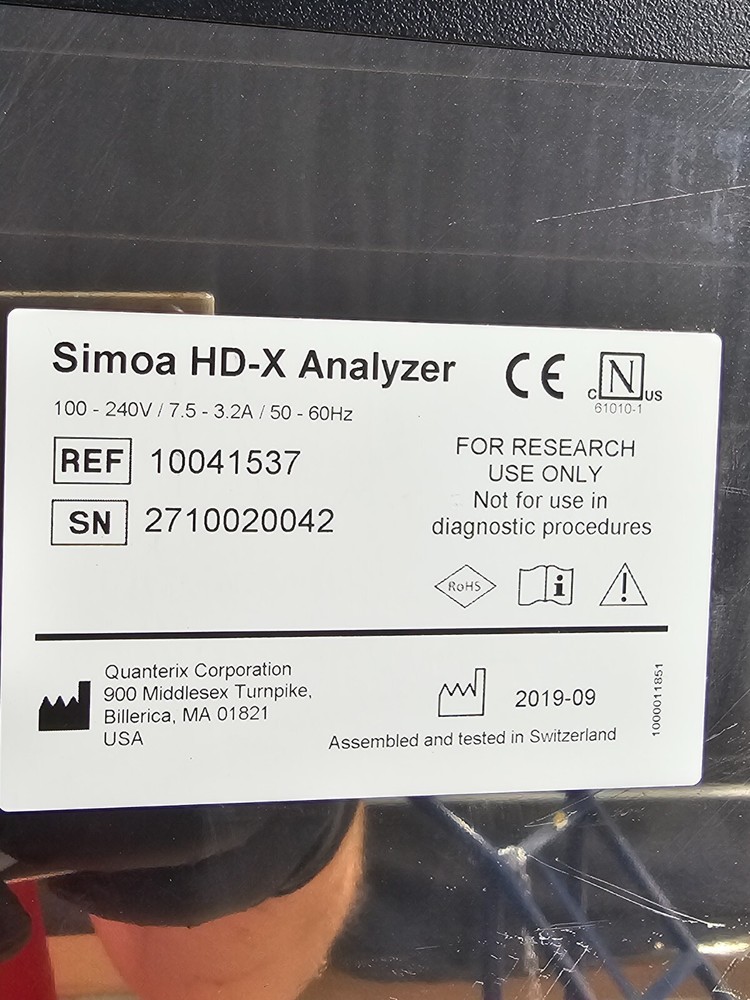 Simoa HD-X Analyzer
CE
c N us
61010-1
100 - 240V / 7.5 - 3.2A / 50 - 60Hz
REF 10041537
SN 2710020042
FOR RESEARCH
USE ONLY
Not for use in
diagnostic procedures
RoHS
i
!
Quanterix Corporation
900 Middlesex Turnpike,
Billerica, MA 01821
USA
2019-09
Assembled and tested in Switzerland
1000011851